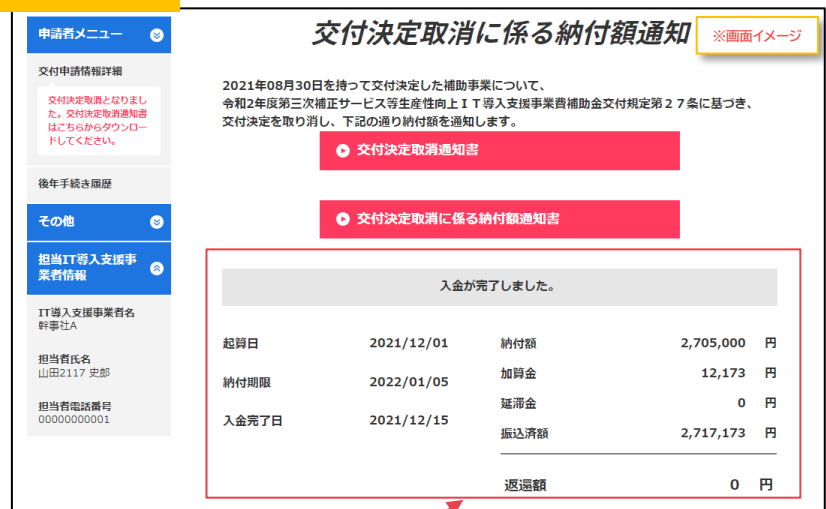 交付決定取消に係る納付額通知
※画面イメージ
申請者メニュー
交付申請情報詳細
交付決定取消となりまし
た。交付決定取消通知書
はこちらからダウンロー
ドしてください。
後年手続き履歴
その他
担当IT導入支援事
業者情報
IT導入支援事業者名
幹事社A
担当者氏名
山田2117 史郎
担当者電話番号
00000000001
2021年08月30日を持って交付決定した補助事業について、
令和2年度第三次補正サービス等生産性向上ＩＴ導入支援事業費補助金交付規定第２７条に基づき、
交付決定を取り消し、下記の通り納付額を通知します。
交付決定取消通知書
交付決定取消に係る納付額通知書
入金が完了しました。
起算日 2021/12/01
納付期限 2022/01/05
入金完了日 2021/12/15
納付額 2,705,000 円
加算金 12,173 円
延滞金 0 円
振込済額 2,717,173 円
返還額 0 円